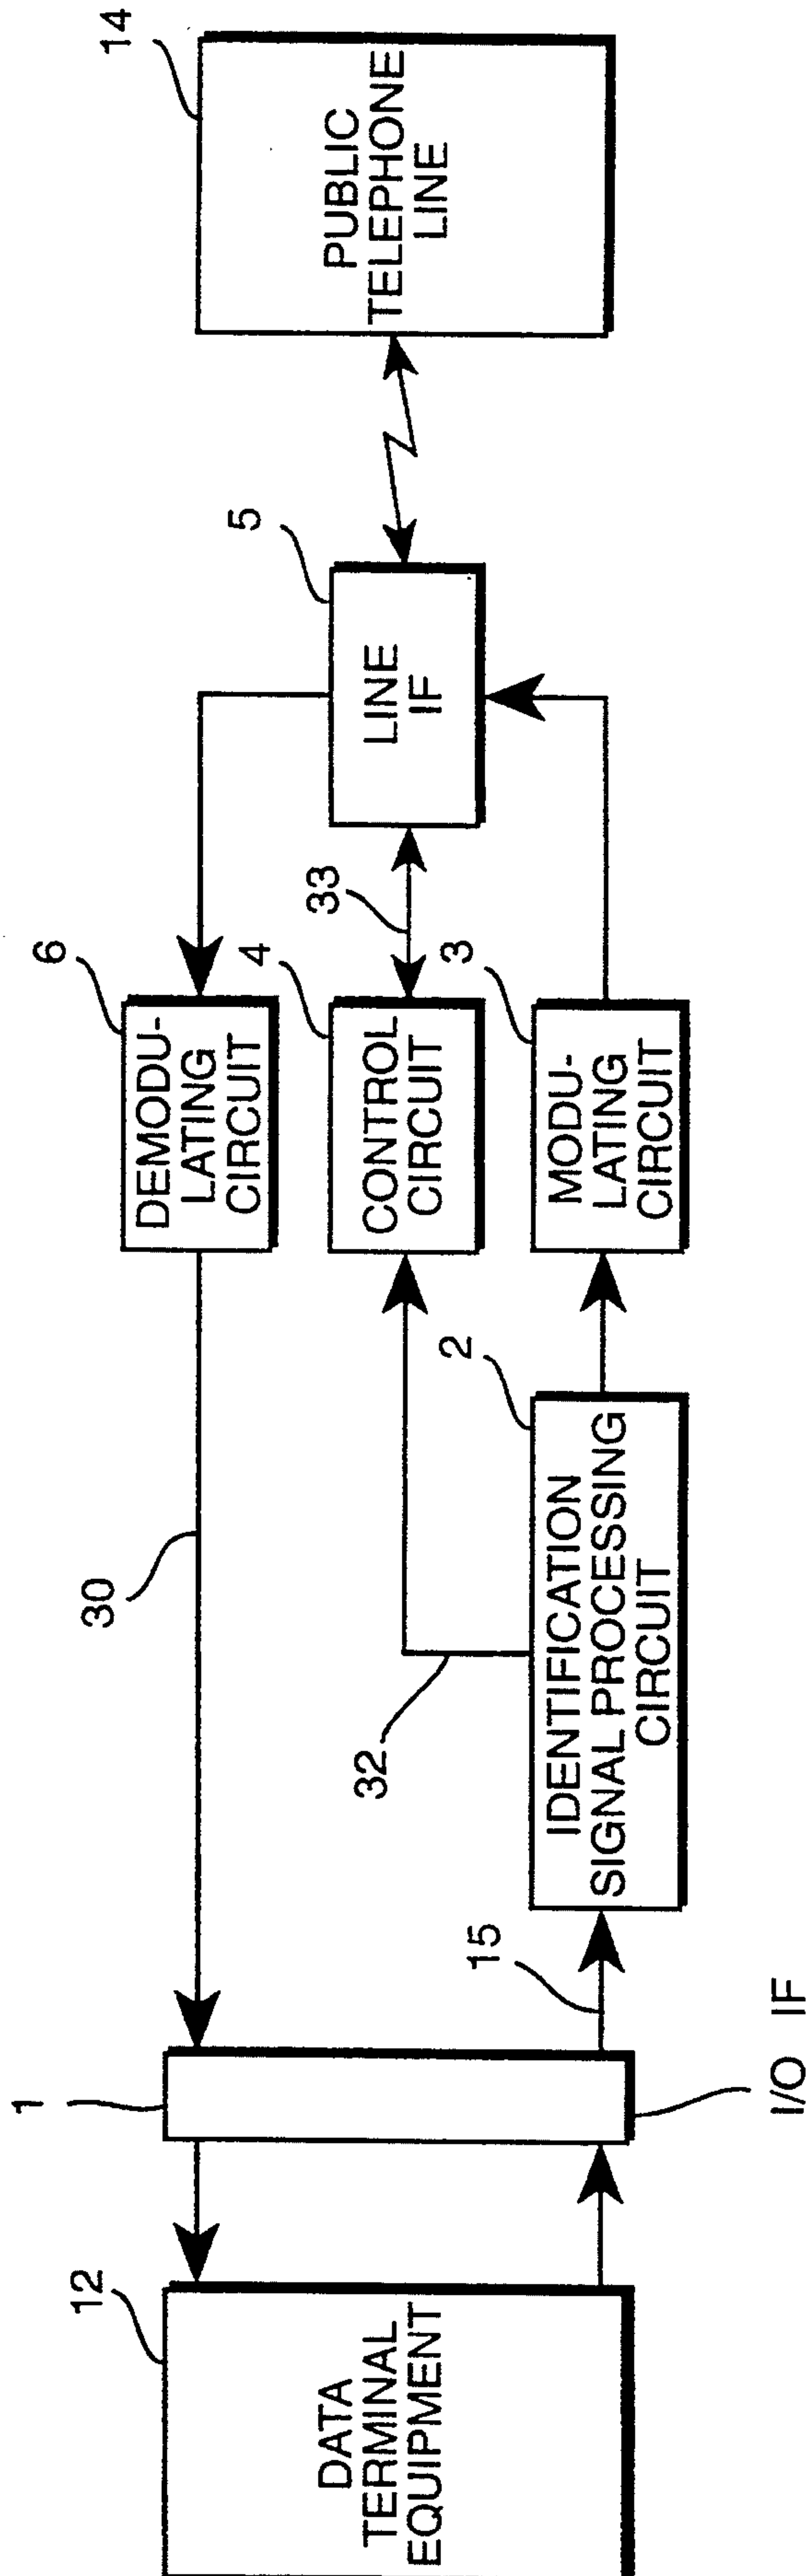 12
DATA
TERMINAL
EQUIPMENT
1
I/O IF
15
30
32
2
IDENTIFICATION
SIGNAL PROCESSING
CIRCUIT
6
DEMODU-
LATING
CIRCUIT
4
CONTROL
CIRCUIT
3
MODU-
LATING
CIRCUIT
33
5
LINE
IF
14
PUBLIC
TELEPHONE
LINE